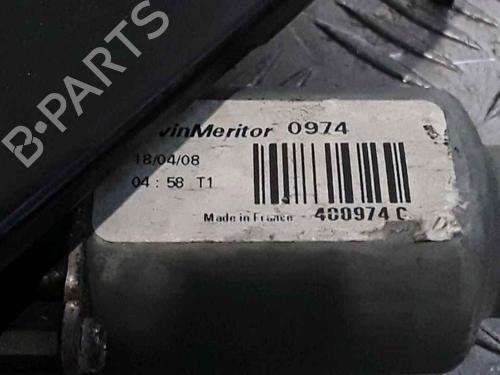 vinMeritor 0974
18/04/08
04:58 T1
Made in France 400974 C
B-PARTS